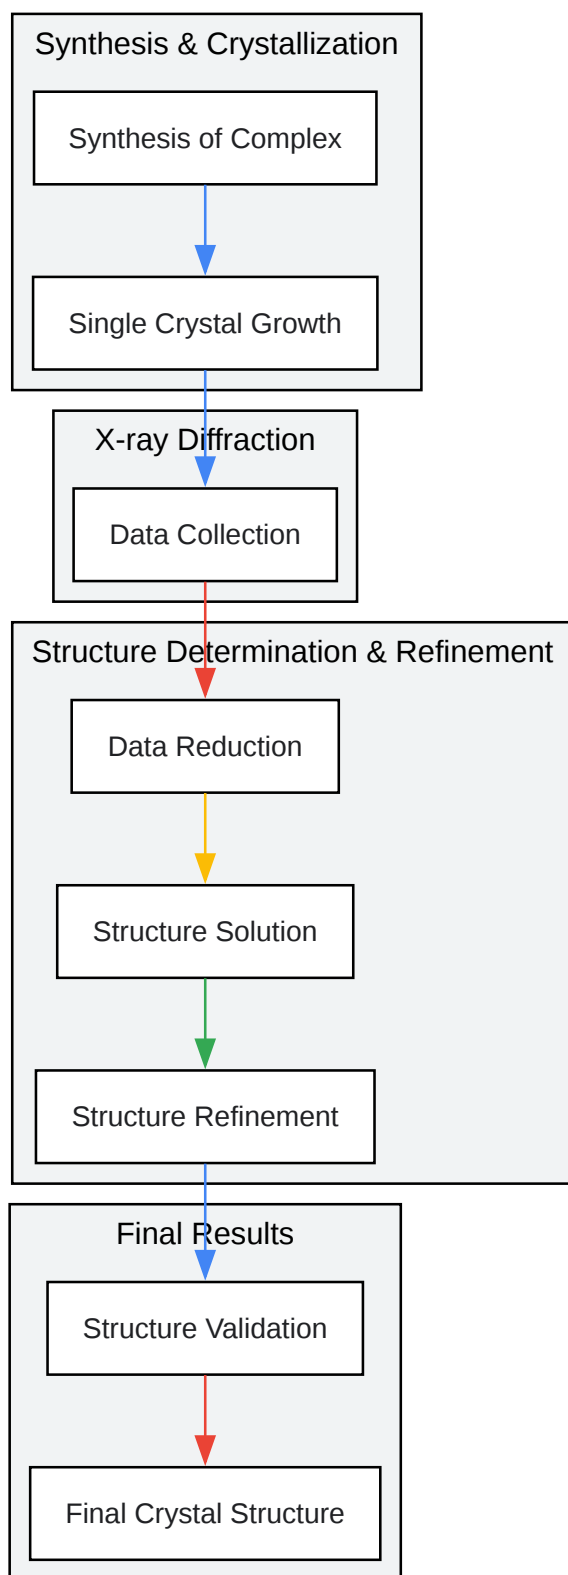 Synthesis & Crystallization
Synthesis of Complex
Single Crystal Growth
X-ray Diffraction
Data Collection
Structure Determination & Refinement
Data Reduction
Structure Solution
Structure Refinement
Final Results
Structure Validation
Final Crystal Structure